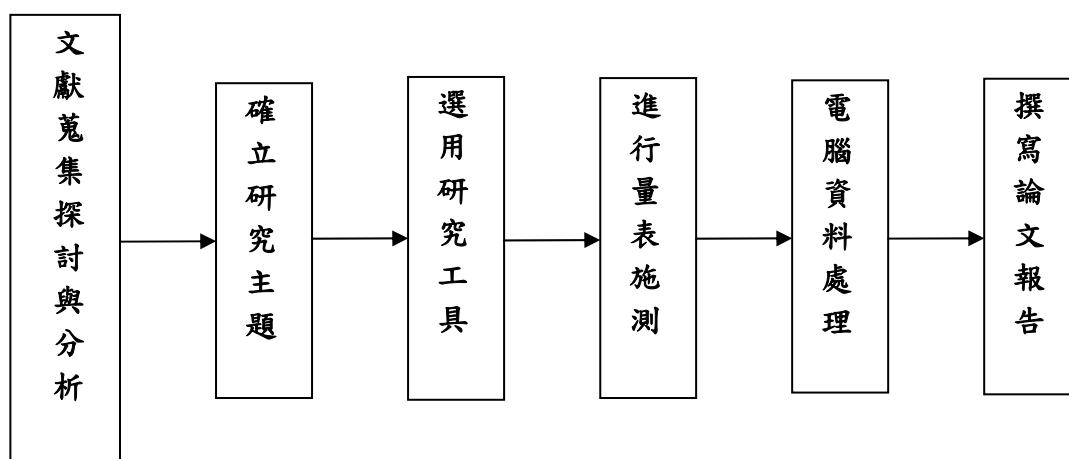 文獻蒐集探討與分析
確立研究主題
選用研究工具
進行量表施測
電腦資料處理
撰寫論文報告